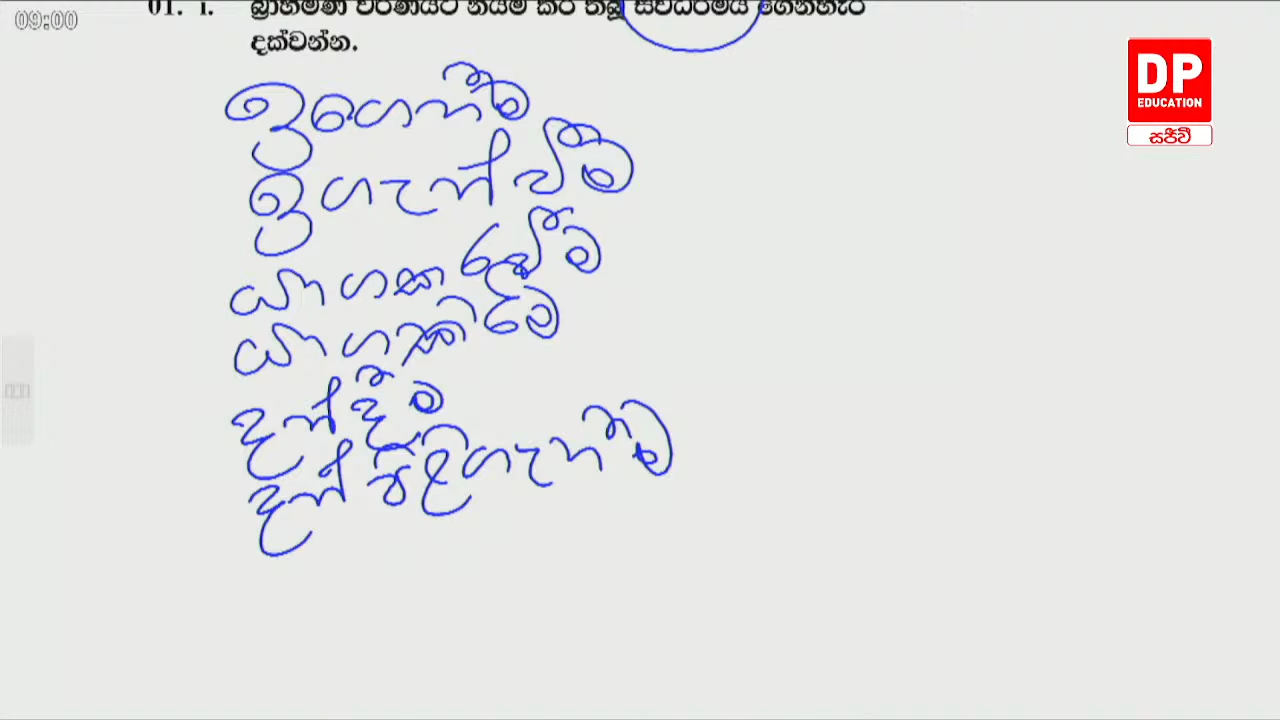 09:00
01. i. බ්‍රාහ්මණ වර්ණයට නියම කර තිබූ ස්වධර්මය ගෙනහැර
දක්වන්න.
ඉගෙනීම
ඉගැන්වීම
යාගකරවීම
යාගකිරීම
දන්දීම
දන් පිළිගැනීම
DP
EDUCATION
සජීවී